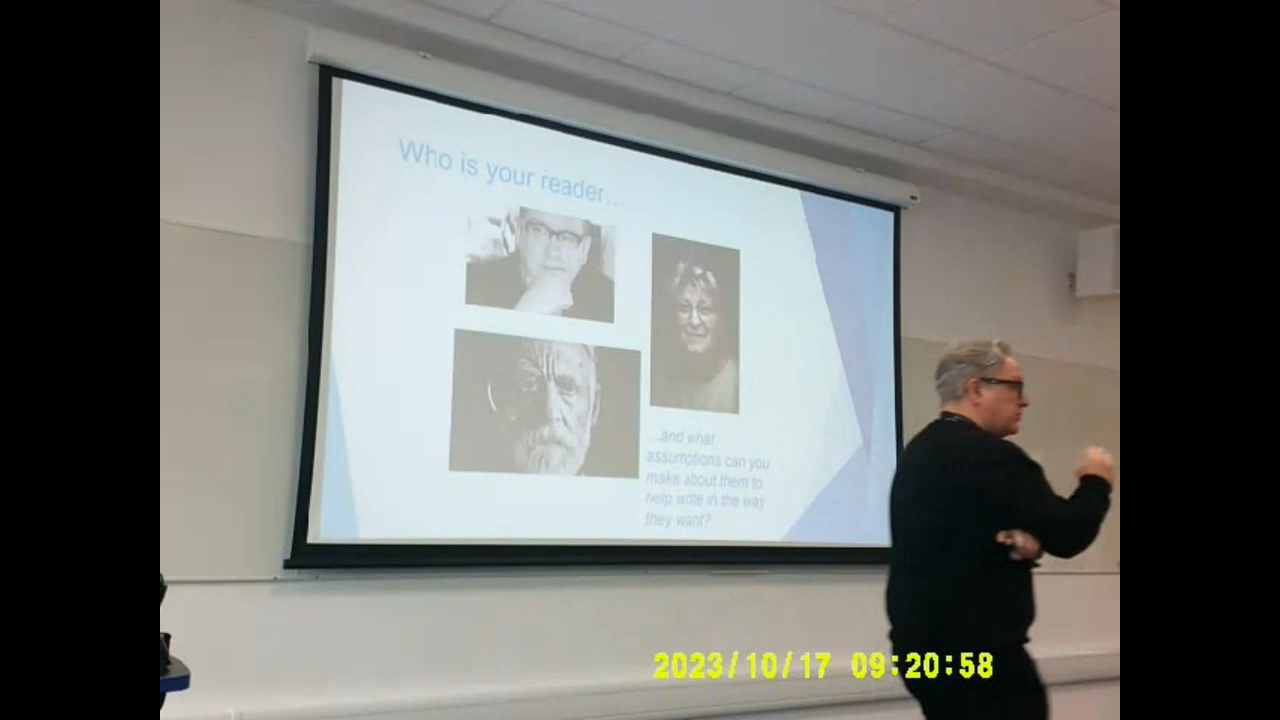 Who is your reader...
...and what
assumptions can you
make about them to
help write in the way
they want?
2023/10/17 09:20:58